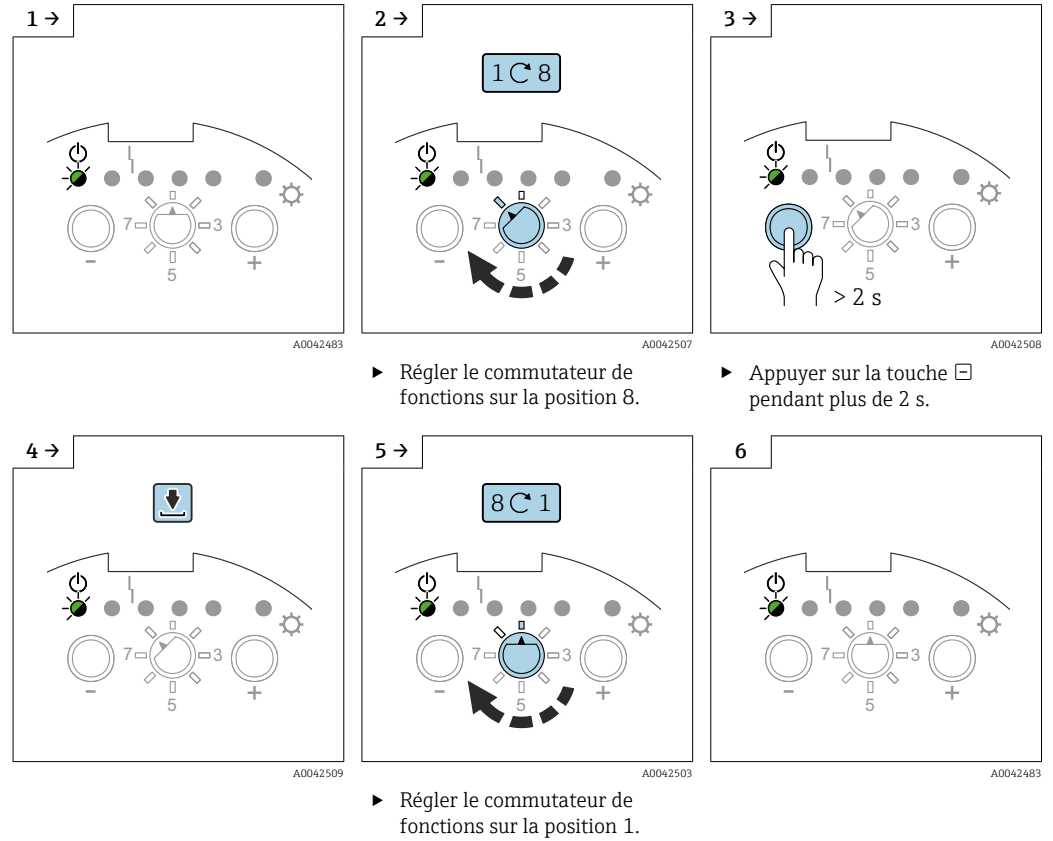 1 →
7 3
5
- +
A0042483
2 →
1 8
7 3
5
- +
A0042507
▶ Régler le commutateur de
fonctions sur la position 8.
3 →
7 3
5
- +
> 2 s
A0042508
▶ Appuyer sur la touche ⊟
pendant plus de 2 s.
4 →
7 3
5
- +
A0042509
5 →
8 1
7 3
5
- +
A0042503
▶ Régler le commutateur de
fonctions sur la position 1.
6
7 3
5
- +
A0042483